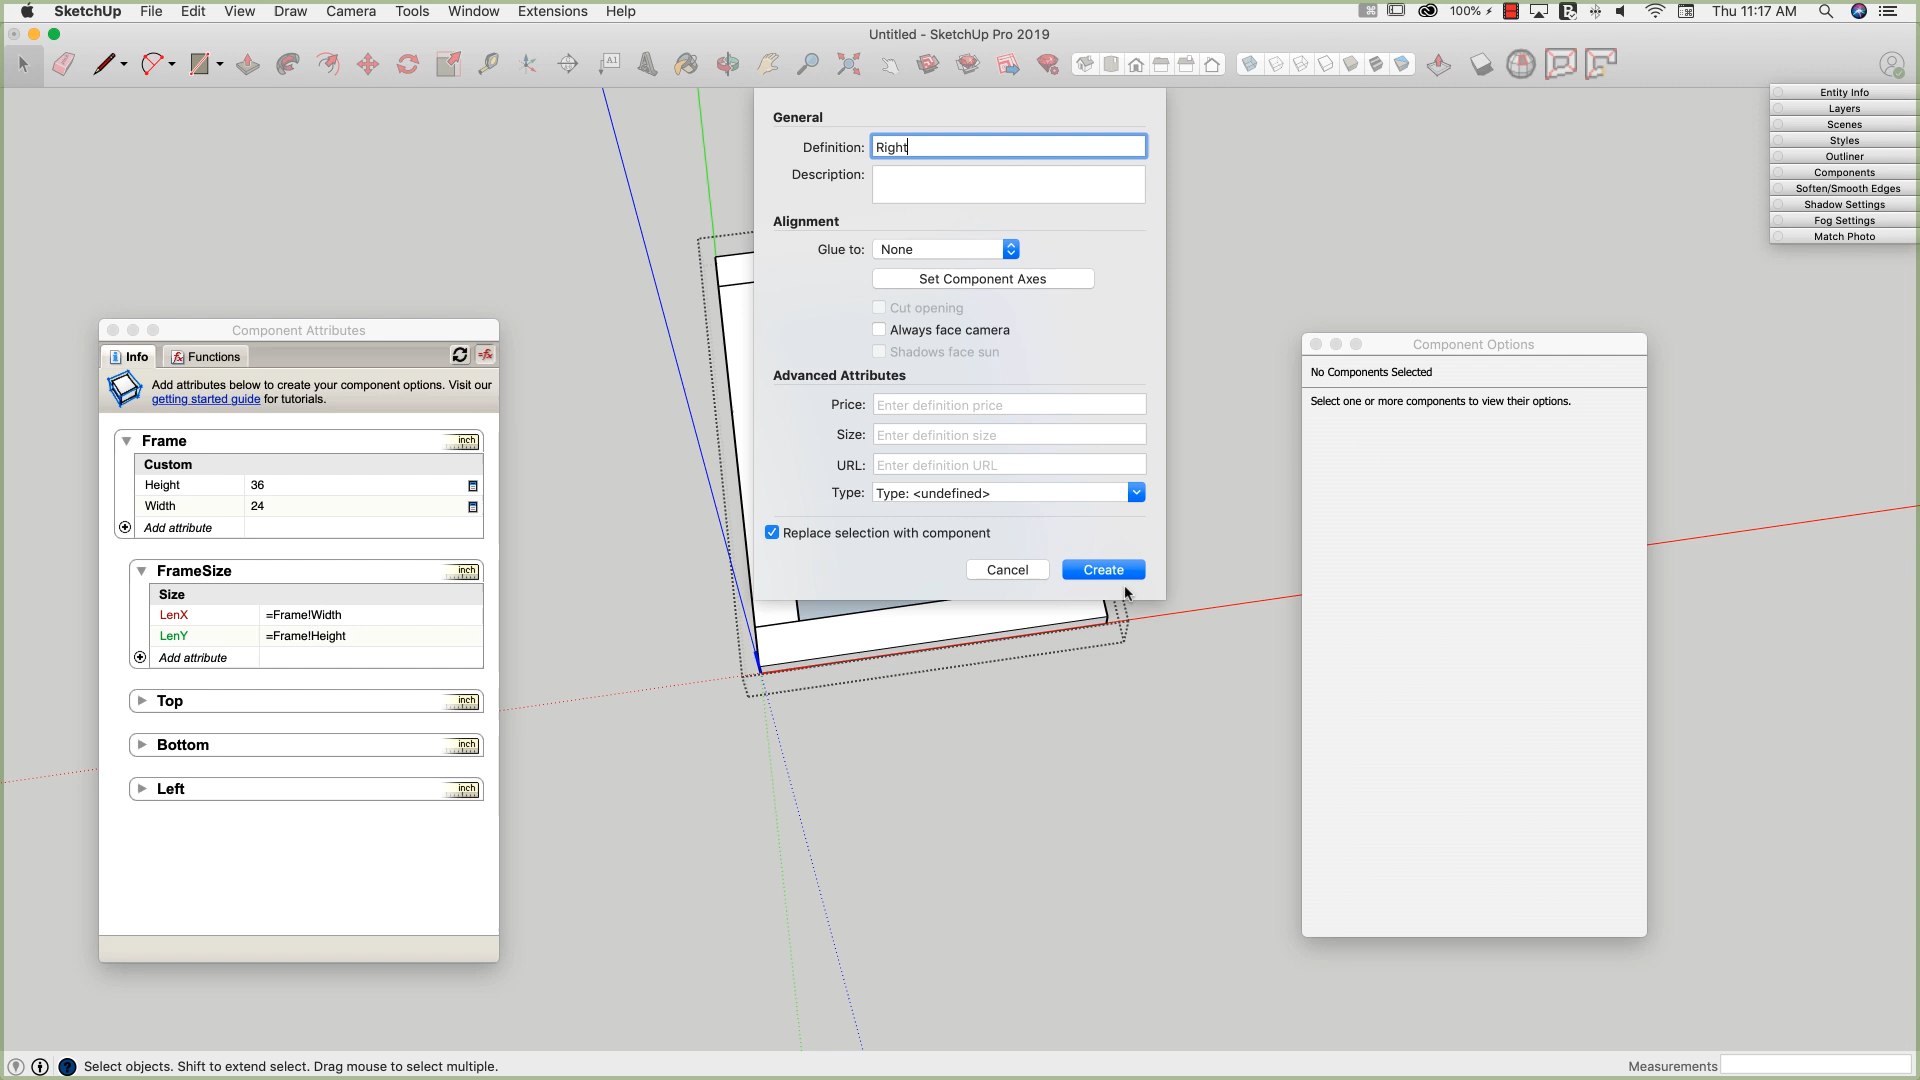 SketchUp File Edit View Draw Camera Tools Window Extensions Help 100% Thu 11:17 AM
Untitled - SketchUp Pro 2019
A1
Entity Info
Layers
Scenes
Styles
Outliner
Components
Soften/Smooth Edges
Shadow Settings
Fog Settings
Match Photo
General
Definition: Right
Description:
Alignment
Glue to: None
Set Component Axes
Cut opening
Always face camera
Shadows face sun
Advanced Attributes
Price: Enter definition price
Size: Enter definition size
URL: Enter definition URL
Type: Type: <undefined>
Replace selection with component
Cancel Create
Component Attributes
Info Functions
Add attributes below to create your component options. Visit our
getting started guide for tutorials.
Frame inch
Custom
Height 36
Width 24
Add attribute
FrameSize inch
Size
LenX =Frame!Width
LenY =Frame!Height
Add attribute
Top inch
Bottom inch
Left inch
Component Options
No Components Selected
Select one or more components to view their options.
Select objects. Shift to extend select. Drag mouse to select multiple.
Measurements